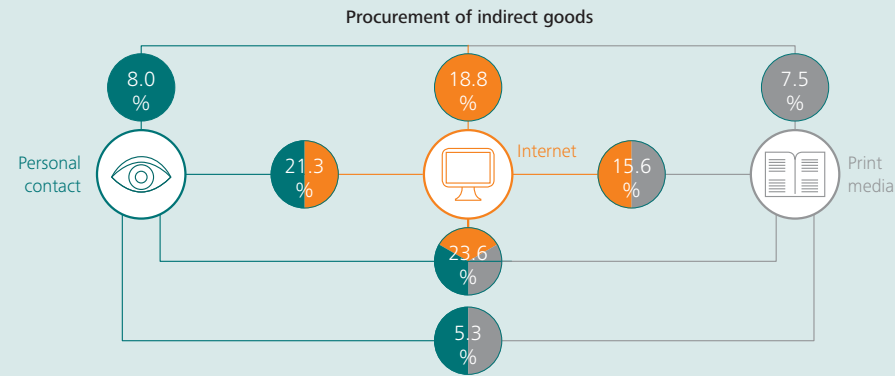 Procurement of indirect goods
8.0
%
18.8
%
7.5
%
Personal
contact
21.3
%
Internet
15.6
%
Print
media
23.6
%
5.3
%